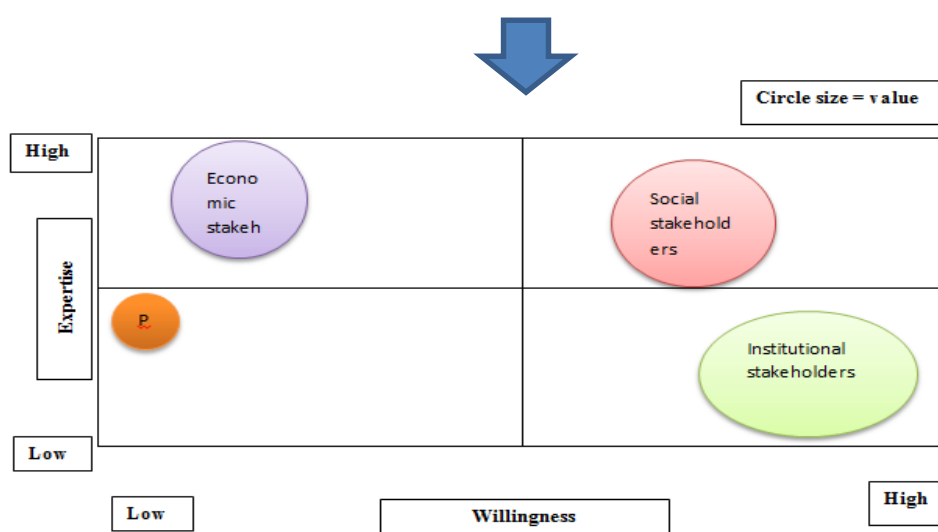 Circle size = value
High
Econo
mic
stakeh
Social
stakehold
ers
Expertise
P
Institutional
stakeholders
Low
Low
Willingness
High